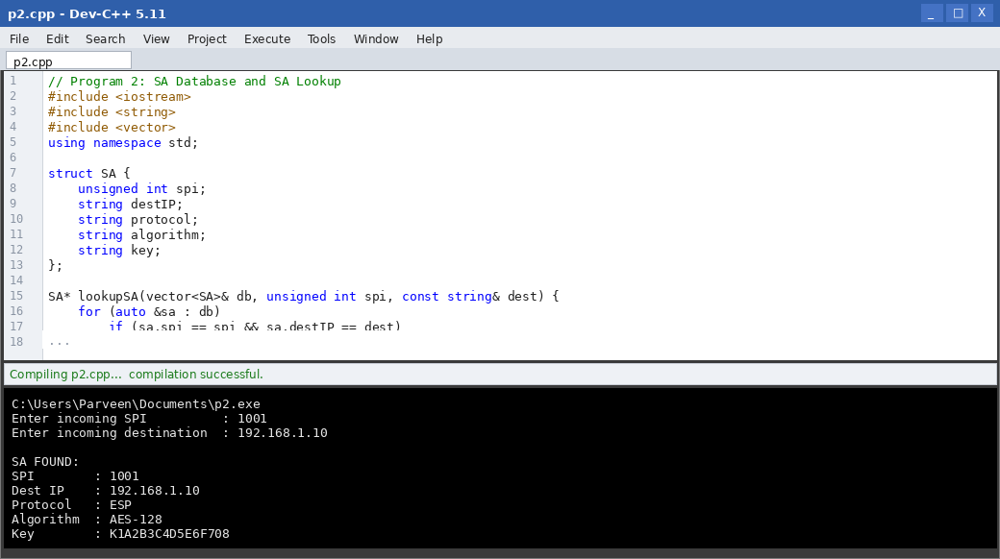 p2.cpp - Dev-C++ 5.11
_ □ X
File Edit Search View Project Execute Tools Window Help
p2.cpp
1 // Program 2: SA Database and SA Lookup
2 #include <iostream>
3 #include <string>
4 #include <vector>
5 using namespace std;
6
7 struct SA {
8     unsigned int spi;
9     string destIP;
10     string protocol;
11     string algorithm;
12     string key;
13 };
14
15 SA* lookupSA(vector<SA>& db, unsigned int spi, const string& dest) {
16     for (auto &sa : db)
17         if (sa.spi == spi && sa.destIP == dest)
18 ...
Compiling p2.cpp...  compilation successful.
C:\Users\Parveen\Documents\p2.exe
Enter incoming SPI          : 1001
Enter incoming destination  : 192.168.1.10
SA FOUND:
SPI        : 1001
Dest IP    : 192.168.1.10
Protocol   : ESP
Algorithm  : AES-128
Key        : K1A2B3C4D5E6F708